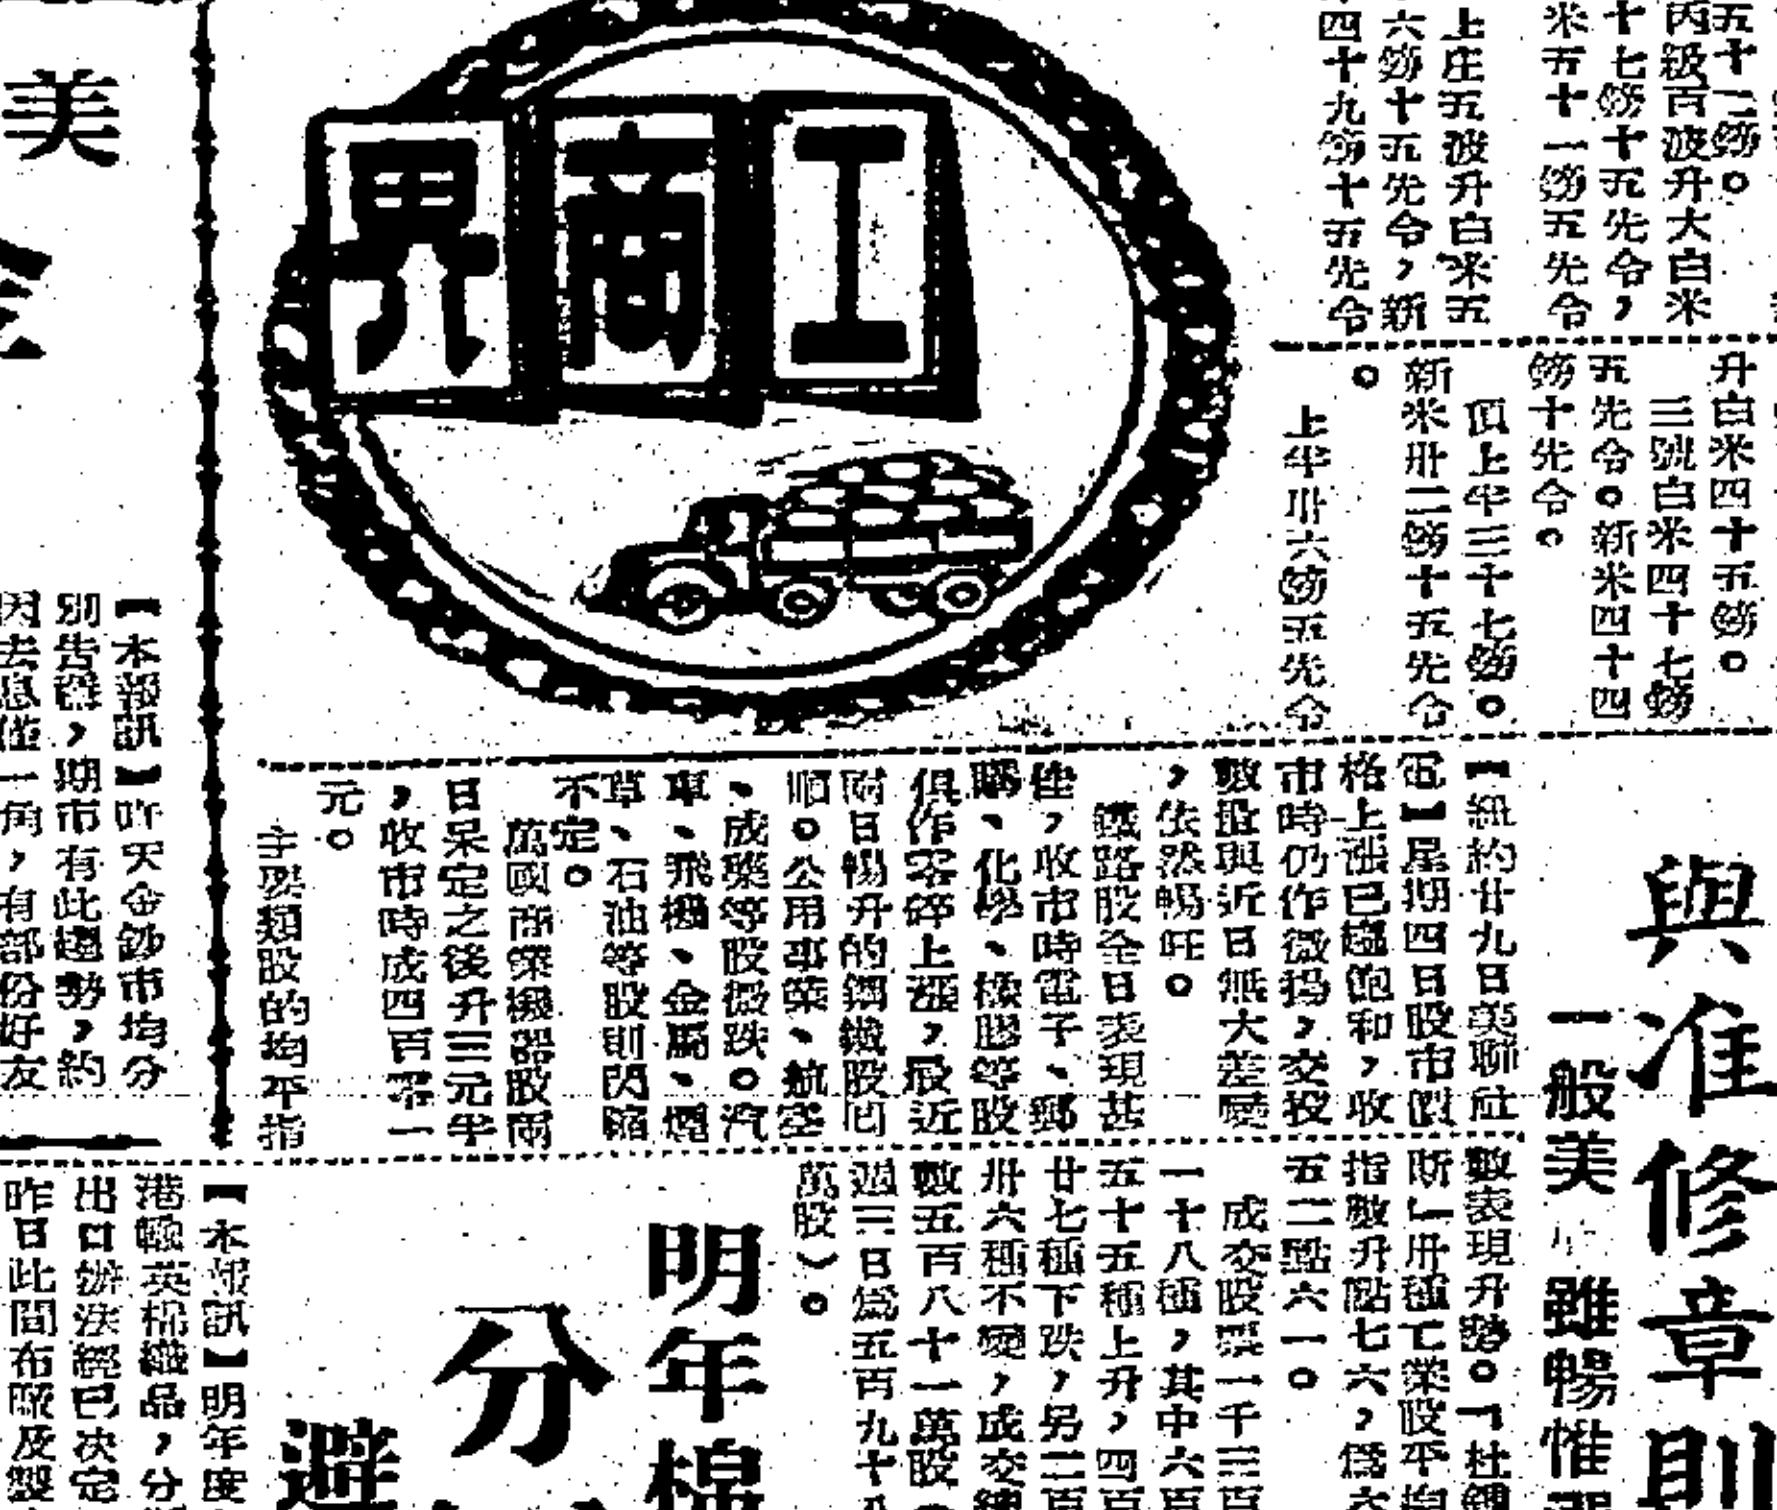 五十二磅。
丙級百波升大白米
十七磅十五先令，
米五十一磅五先令
上庄五波升白米五
六磅十五先令，新
四十九磅十五先令
升白米四十五磅。
三號白米四十七磅
五先令。新米四十四
磅十先令。
頂上半三十七磅。
新米卅二磅十五先令
。
上半卅六磅五先令
工商界
與准修章則
一般美
雖暢惟
【紐約廿九日美聯社
電】星期四日股市價
格上漲已趨飽和，收
市時仍作微揚，交投
數量與近日無大差變
，依然暢旺。
鐵路股全日表現甚
佳，收市時電子、郵
購、化學、橡膠等股
俱作零碎上漲，最近
兩日暢升的鋼鐵股回
順。公用事業、航空
、成藥等股微跌。汽
車、飛機、金屬、煙
草、石油等股則閃縮
不定。
萬國商業機器股兩
日呆定之後升三元半
，收市時成四百零一
元。
主要類股的均平指
數表現升勢。「杜鍾
斯」卅種工業股平均
指數升點七六，為六
五二點六一。
成交股票一千三百
一十八種，其中六百
五十五種上升，四百
廿七種下跌，另二百
卅六種不變，成交總
數五百八十一萬股（
週三日為五百九十
萬股）。
美
【本報訊】昨天金鈔市均分
別告穩，期市有此趨勢，約
因去息僅一角，有部份好友
明年棉
分
避
【本報訊】明年度
港輸英棉織品，分
出口辦法經已決定
昨日此間布廠及製